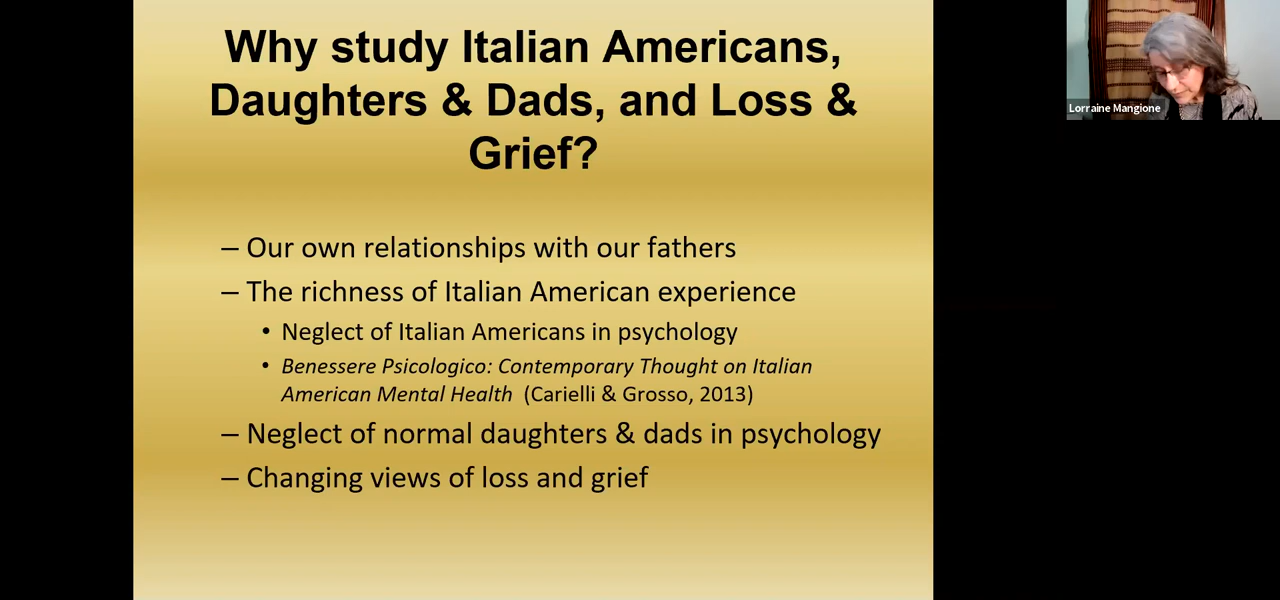 Why study Italian Americans,
Daughters & Dads, and Loss &
Grief?
– Our own relationships with our fathers
– The richness of Italian American experience
• Neglect of Italian Americans in psychology
• Benessere Psicologico: Contemporary Thought on Italian
American Mental Health (Carielli & Grosso, 2013)
– Neglect of normal daughters & dads in psychology
– Changing views of loss and grief
Lorraine Mangione